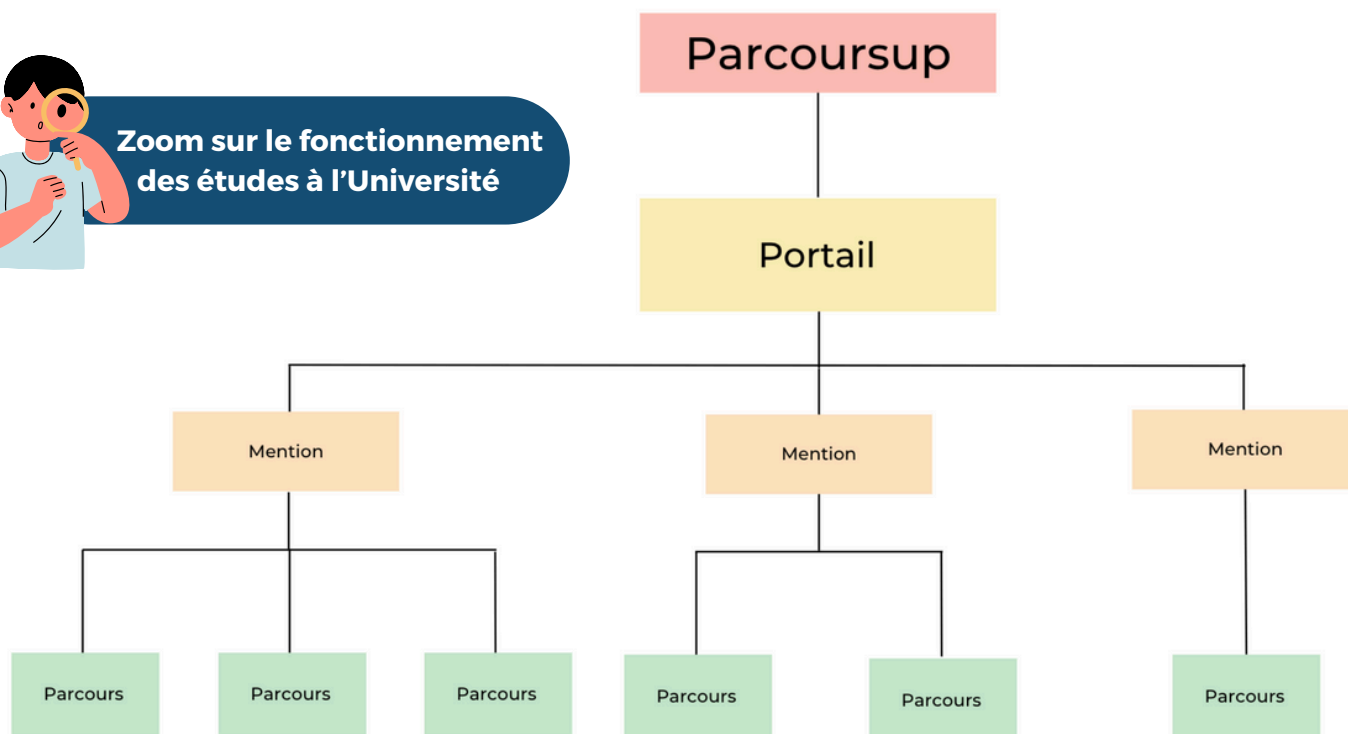 Parcoursup
Zoom sur le fonctionnement
des études à l'Université
Portail
Mention
Mention
Mention
Parcours
Parcours
Parcours
Parcours
Parcours
Parcours